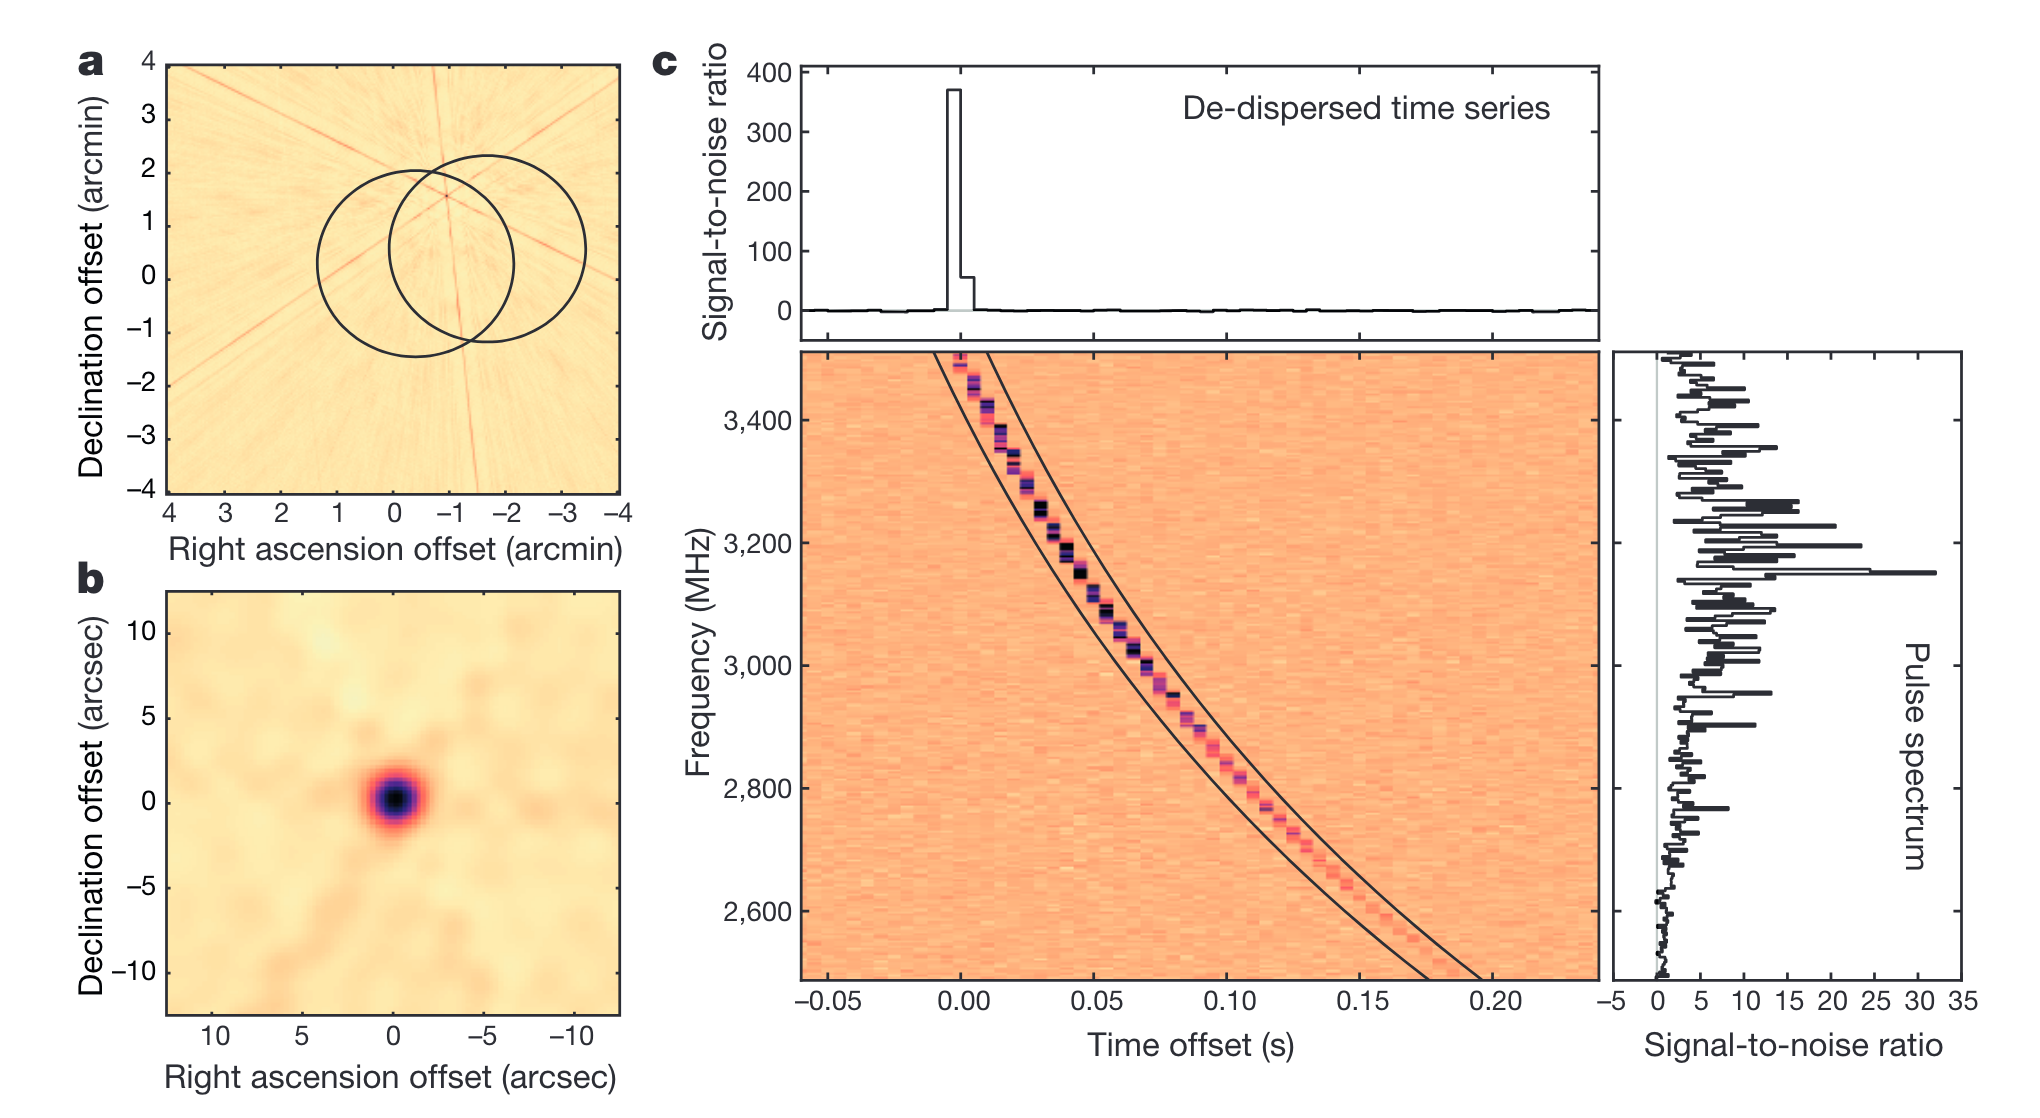 a
4
3
2
1
0
–1
–2
–3
–4
Declination offset (arcmin)
4 3 2 1 0 –1 –2 –3 –4
Right ascension offset (arcmin)
b
10
5
0
–5
–10
Declination offset (arcsec)
10 5 0 –5 –10
Right ascension offset (arcsec)
c
400
300
200
100
0
Signal-to-noise ratio
De-dispersed time series
3,400
3,200
3,000
2,800
2,600
Frequency (MHz)
–0.05 0.00 0.05 0.10 0.15 0.20
Time offset (s)
Pulse spectrum
–5 0 5 10 15 20 25 30 35
Signal-to-noise ratio